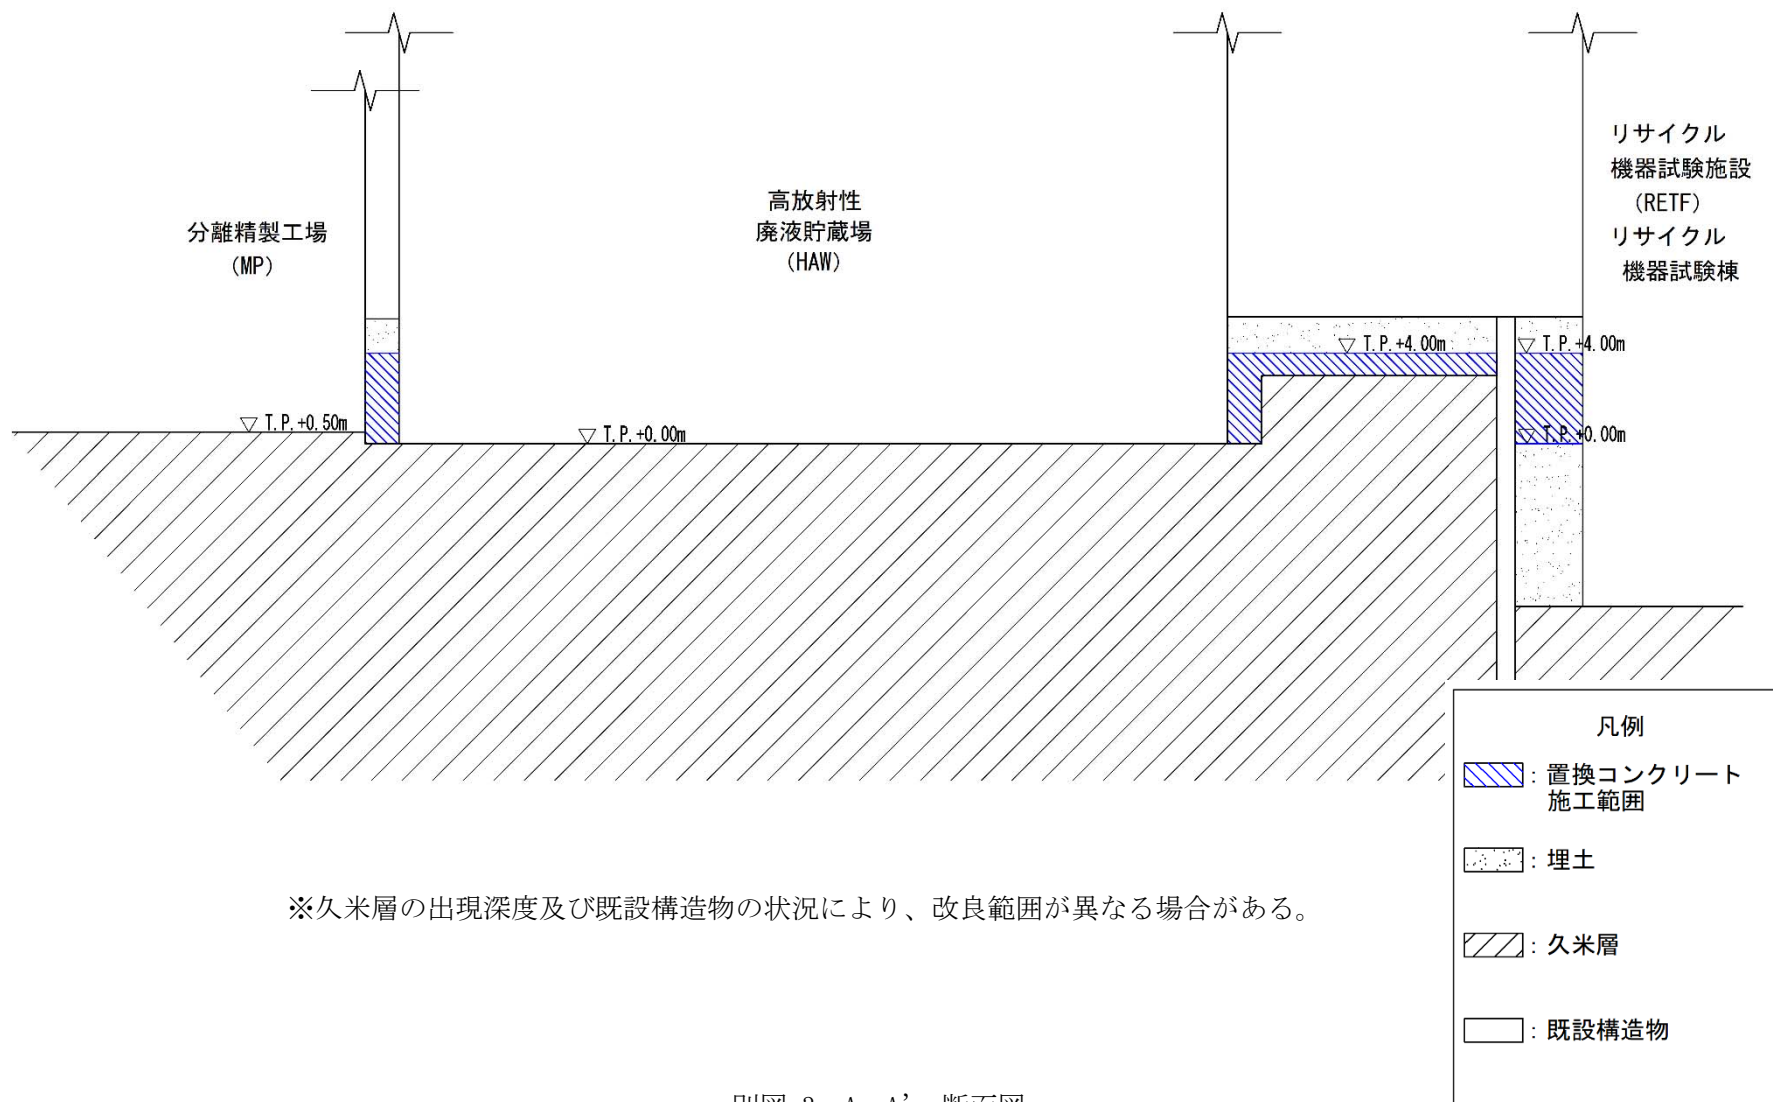 分離精製工場
(MP)
高放射性
廃液貯蔵場
(HAW)
リサイクル
機器試験施設
(RETF)
リサイクル
機器試験棟
T.P.+4.00m
T.P.+4.00m
T.P.+0.50m
T.P.+0.00m
T.P.+0.00m
凡例
：置換コンクリート
施工範囲
：埋土
：久米層
：既設構造物
※久米層の出現深度及び既設構造物の状況により、改良範囲が異なる場合がある。
断面図